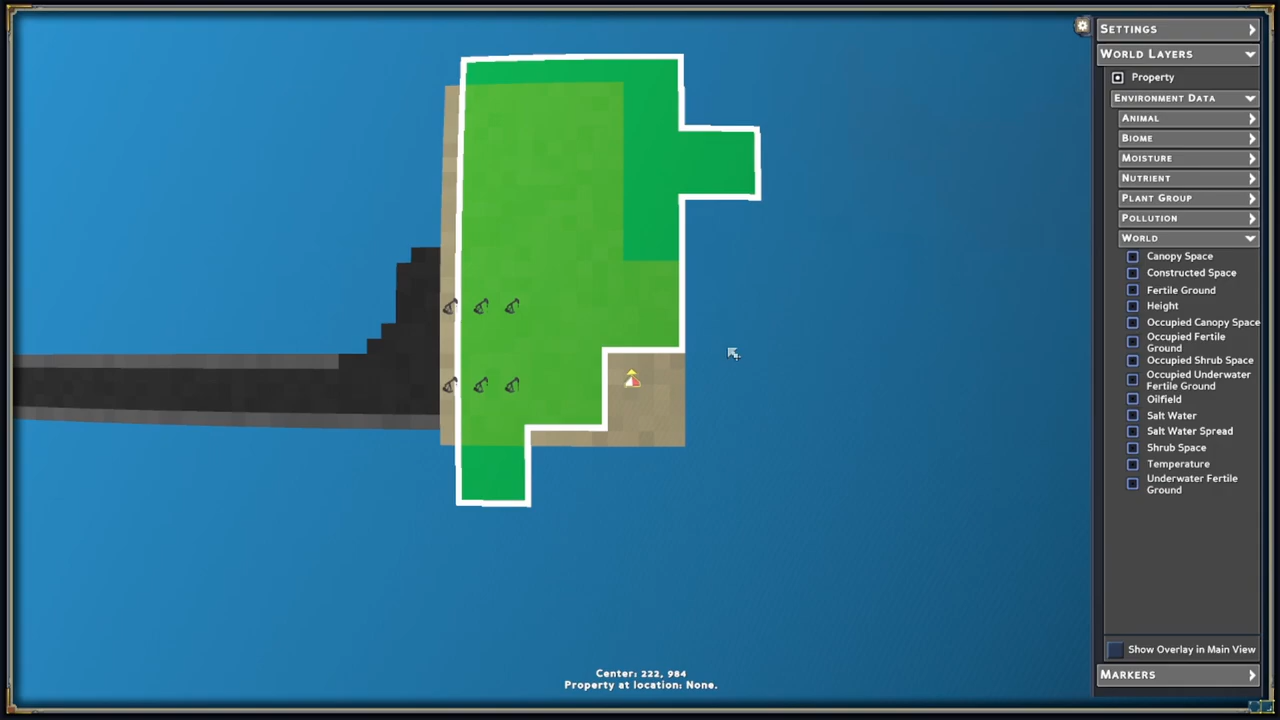 SETTINGS
WORLD LAYERS
Property
ENVIRONMENT DATA
ANIMAL
BIOME
MOISTURE
NUTRIENT
PLANT GROUP
POLLUTION
WORLD
Canopy Space
Constructed Space
Fertile Ground
Height
Occupied Canopy Space
Occupied Fertile
Ground
Occupied Shrub Space
Occupied Underwater
Fertile Ground
Oilfield
Salt Water
Salt Water Spread
Shrub Space
Temperature
Underwater Fertile
Ground
Show Overlay in Main View
MARKERS
Center: 222, 984
Property at location: None.